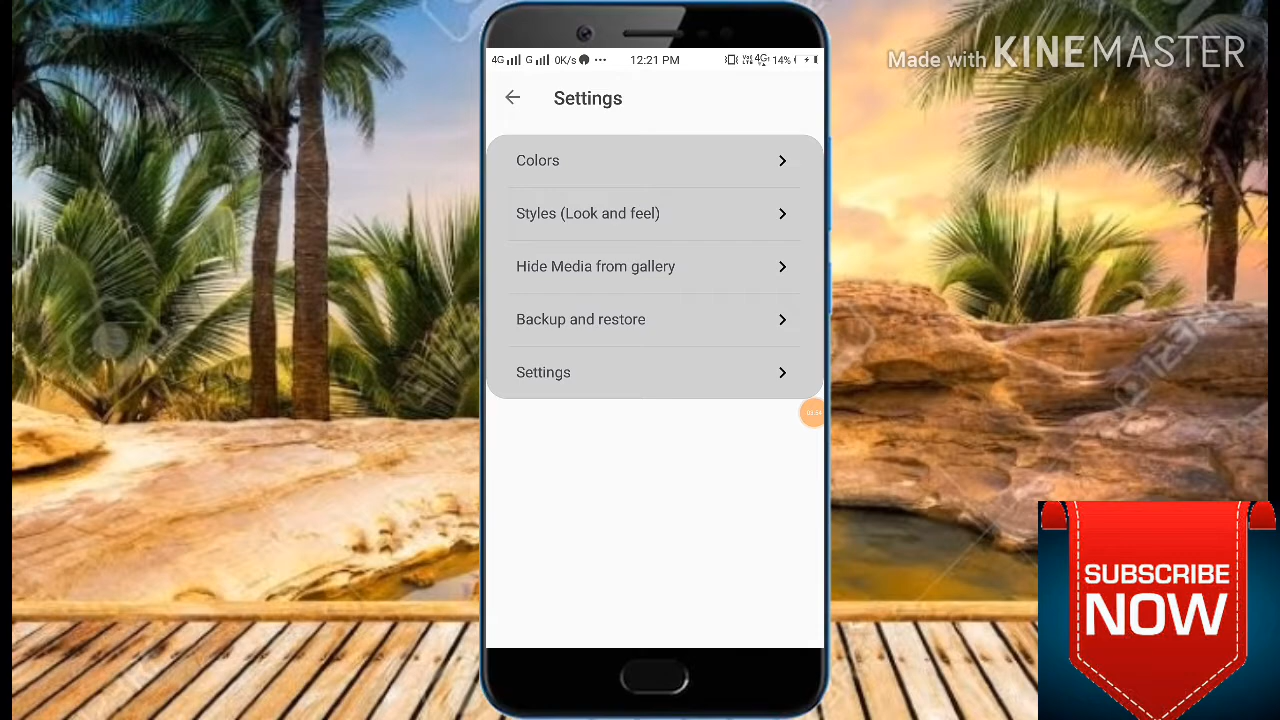 Made with KINEMASTER
4G G 0K/s ... 12:21 PM 4G 14%
← Settings
Colors
Styles (Look and feel)
Hide Media from gallery
Backup and restore
Settings
SUBSCRIBE
NOW